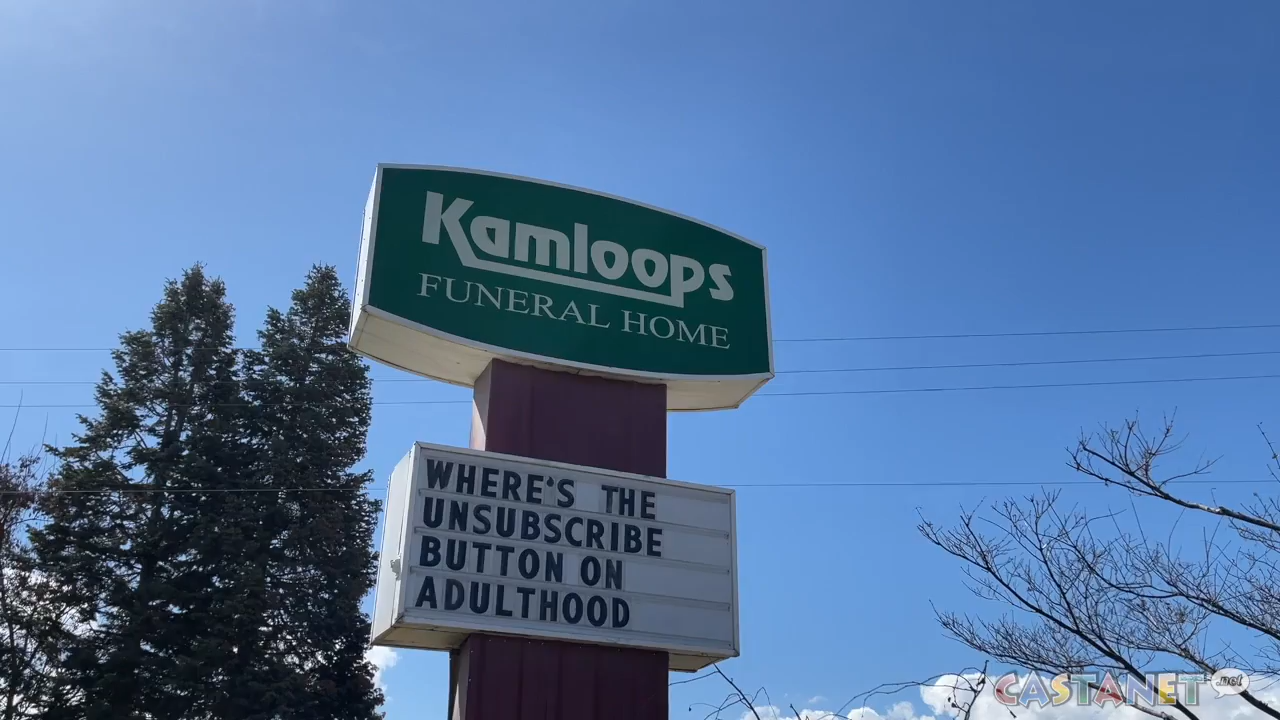 Kamloops
FUNERAL HOME
WHERE'S THE
UNSUBSCRIBE
BUTTON ON
ADULTHOOD
CASTANET .net